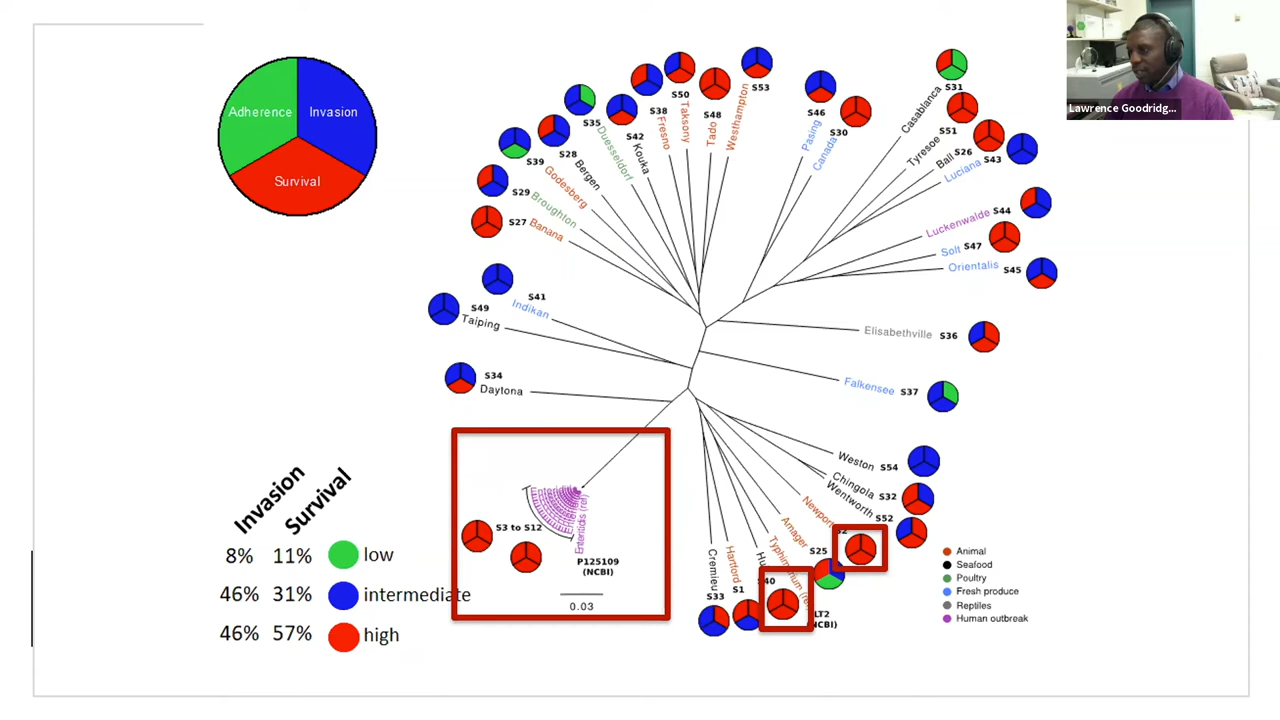 Lawrence Goodridg...
Adherence
Invasion
Survival
S27 Banana
S29 Broughton
S39 Godesberg
S28 Bergen
S35 Duesseldorf
S42 Kouka
S38 Fresno
S50 Taksony
S48 Tado
S53 Westhampton
S46 Pasing
S30 Canada
S31 Casablanca
S51 Tyresoe
S26 Bali
S43 Luciana
Luckenwalde S44
Solt S47
Orientalis S45
Elisabethville S36
Falkensee S37
Weston S54
Chingola S32
Wentworth S52
Newport
Amager S25
Typhimurium
S40
LT2
(NCBI)
Hartford S1
Cremieu S33
S41
Indikan
S49
Taiping
S34
Daytona
S3 to S12
Enteritidis (ref)
P125109
(NCBI)
0.03
Invasion Survival
8% 11% low
46% 31% intermediate
46% 57% high
Animal
Seafood
Poultry
Fresh produce
Reptiles
Human outbreak